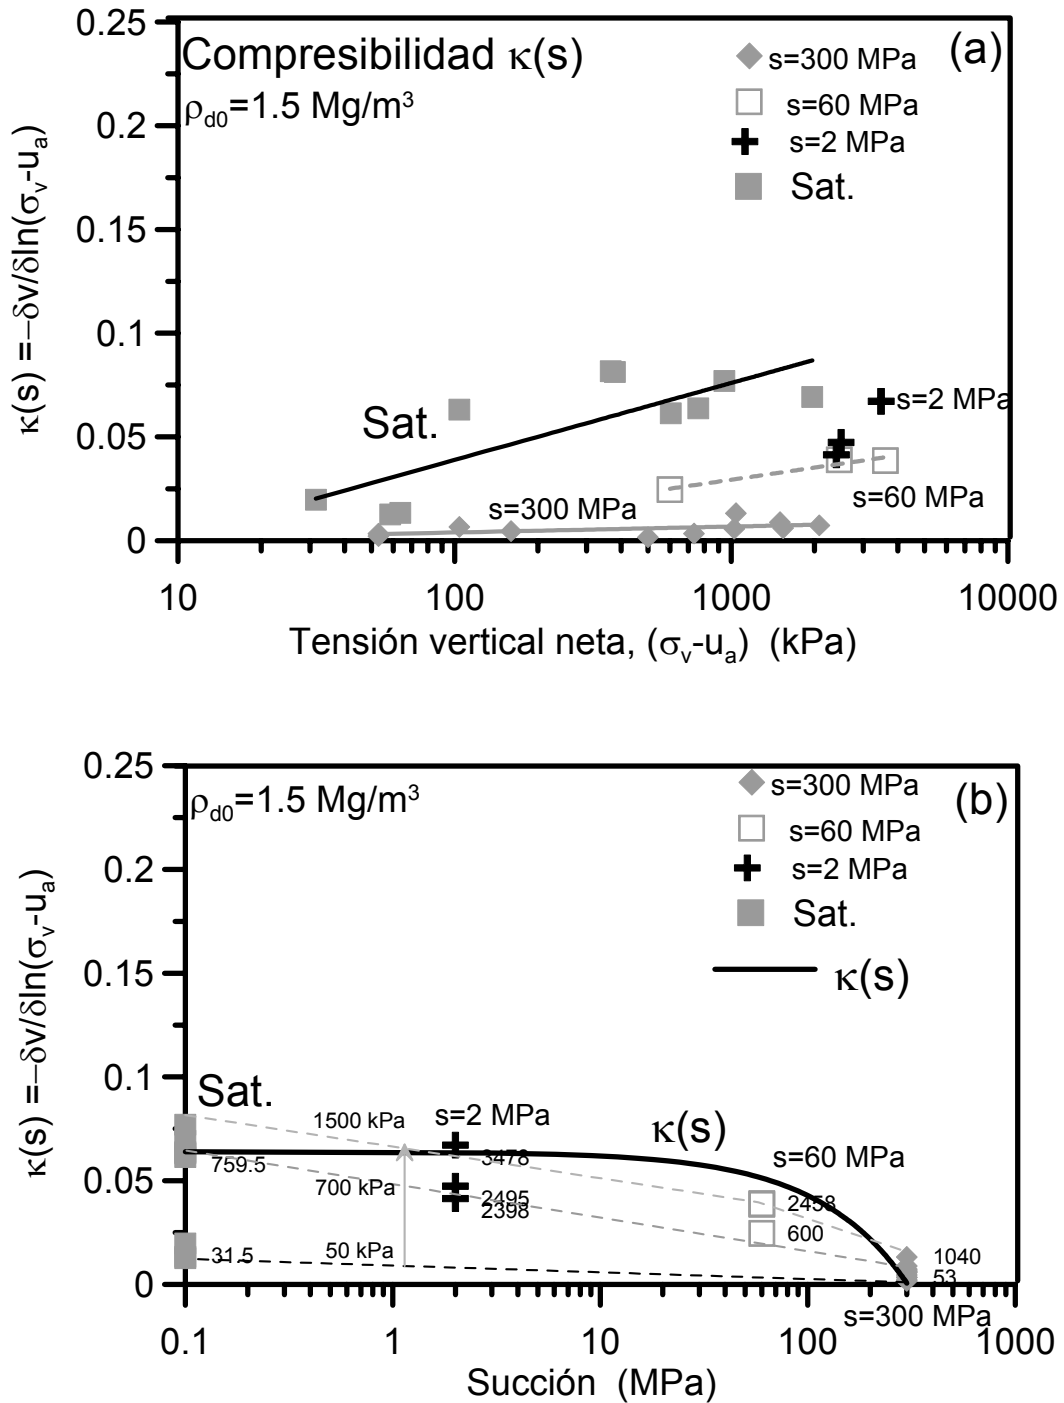 0.25
Compresibilidad κ(s)
s=300 MPa
(a)
ρd0=1.5 Mg/m³
s=60 MPa
0.2
s=2 MPa
Sat.
0.15
κ(s) =−δv/δln(σv-ua)
0.1
Sat.
s=2 MPa
0.05
s=300 MPa
s=60 MPa
0
10
100
1000
10000
Tensión vertical neta, (σv-ua) (kPa)
0.25
ρd0=1.5 Mg/m³
s=300 MPa
(b)
s=60 MPa
0.2
s=2 MPa
Sat.
0.15
κ(s)
κ(s) =−δv/δln(σv-ua)
0.1
Sat.
1500 kPa
s=2 MPa
κ(s)
759.5
3478
s=60 MPa
0.05
700 kPa
2495
2398
2458
600
31.5
50 kPa
1040
53
0
s=300 MPa
0.1
1
10
100
1000
Succión (MPa)